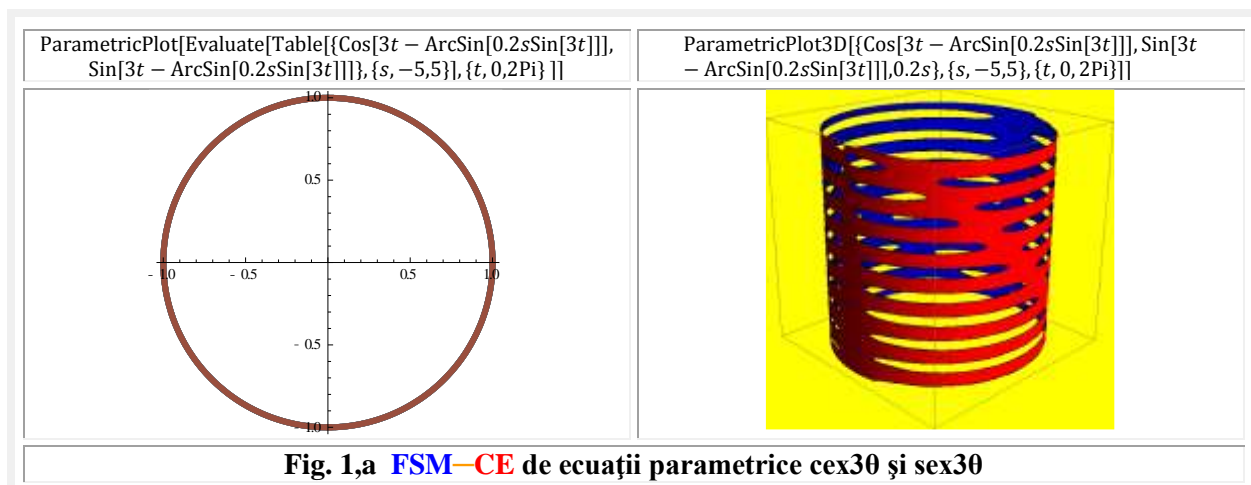 ParametricPlot[Evaluate[Table[{Cos[3t − ArcSin[0.2sSin[3t]]],
Sin[3t − ArcSin[0.2sSin[3t]]]}, {s, −5,5}], {t, 0,2Pi} ]]
ParametricPlot3D[{Cos[3t − ArcSin[0.2sSin[3t]]], Sin[3t
− ArcSin[0.2sSin[3t]]],0.2s}, {s, −5,5}, {t, 0, 2Pi}]]
1.0
0.5
- 1.0 - 0.5 0.5 1.0
- 0.5
- 1.0
Fig. 1,a FSM—CE de ecuaţii parametrice cex3θ şi sex3θ